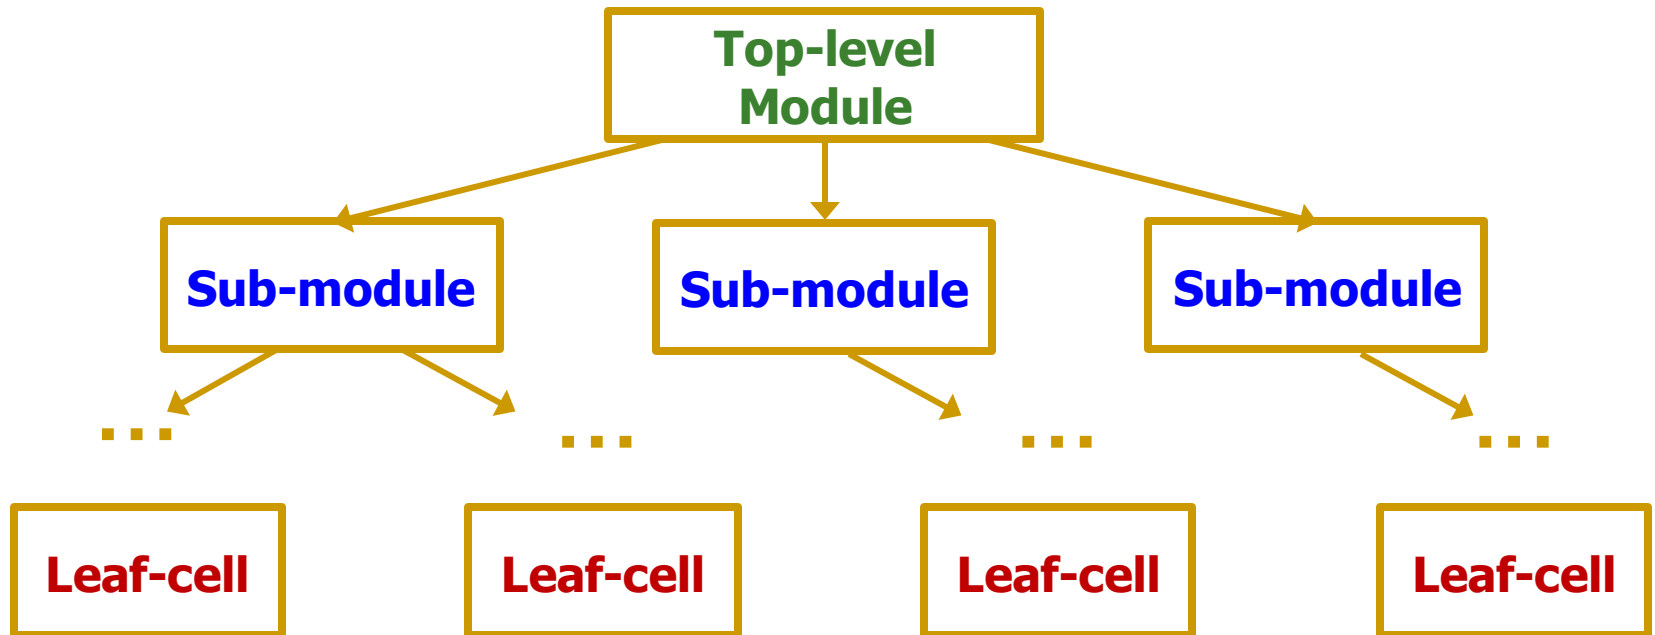 Top-level
Module
Sub-module
Sub-module
Sub-module
...
...
...
...
Leaf-cell
Leaf-cell
Leaf-cell
Leaf-cell